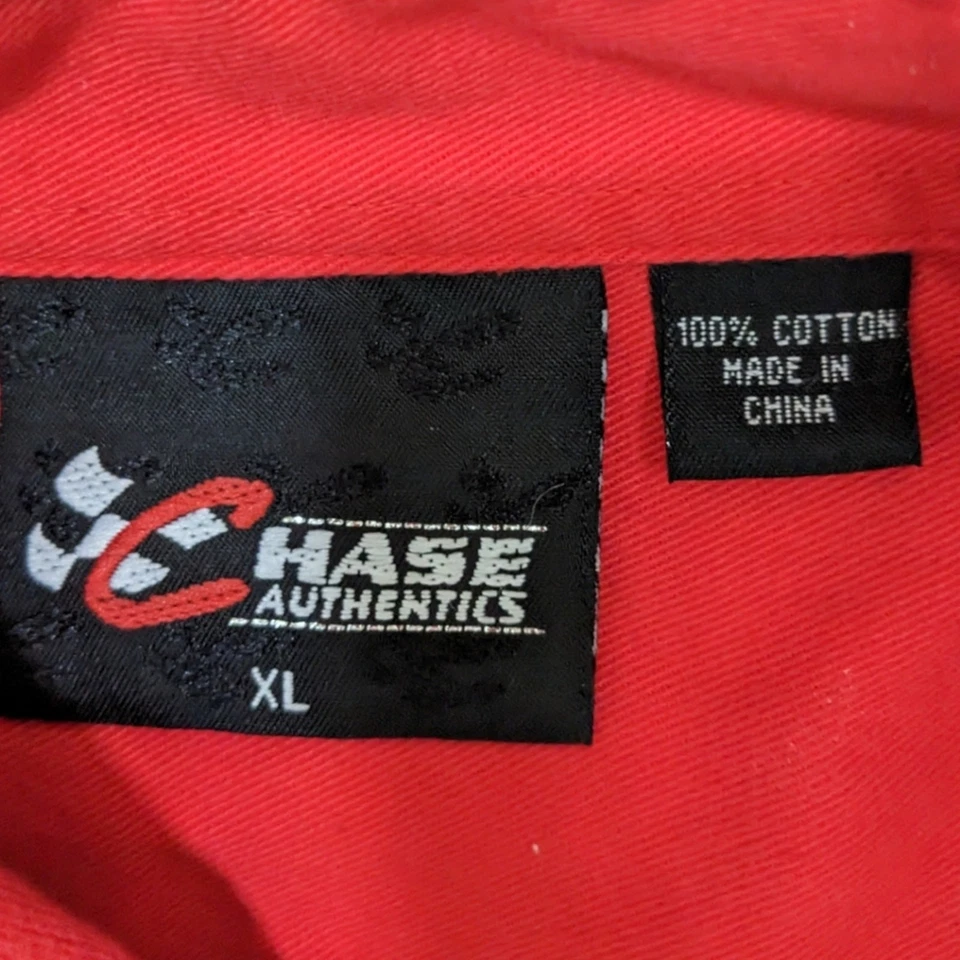 CHASE
AUTHENTICS
XL
100% COTTON
MADE IN
CHINA